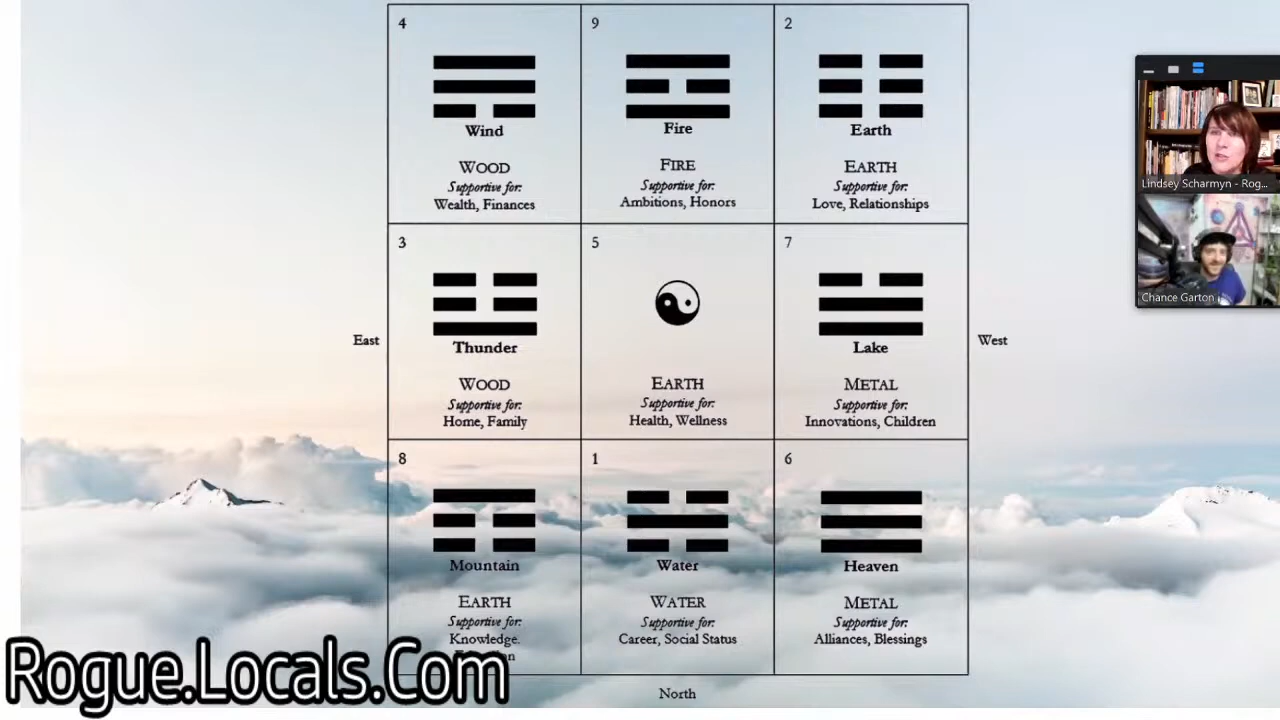 4
Wind
WOOD
Supportive for:
Wealth, Finances
9
Fire
FIRE
Supportive for:
Ambitions, Honors
2
Earth
EARTH
Supportive for:
Love, Relationships
East
3
Thunder
WOOD
Supportive for:
Home, Family
5
EARTH
Supportive for:
Health, Wellness
7
Lake
METAL
Supportive for:
Innovations, Children
West
8
Mountain
EARTH
Supportive for:
Knowledge.
1
Water
WATER
Supportive for:
Career, Social Status
6
Heaven
METAL
Supportive for:
Alliances, Blessings
North
Lindsey Scharmyn - Rog...
Chance Garton
Rogue.Locals.Com